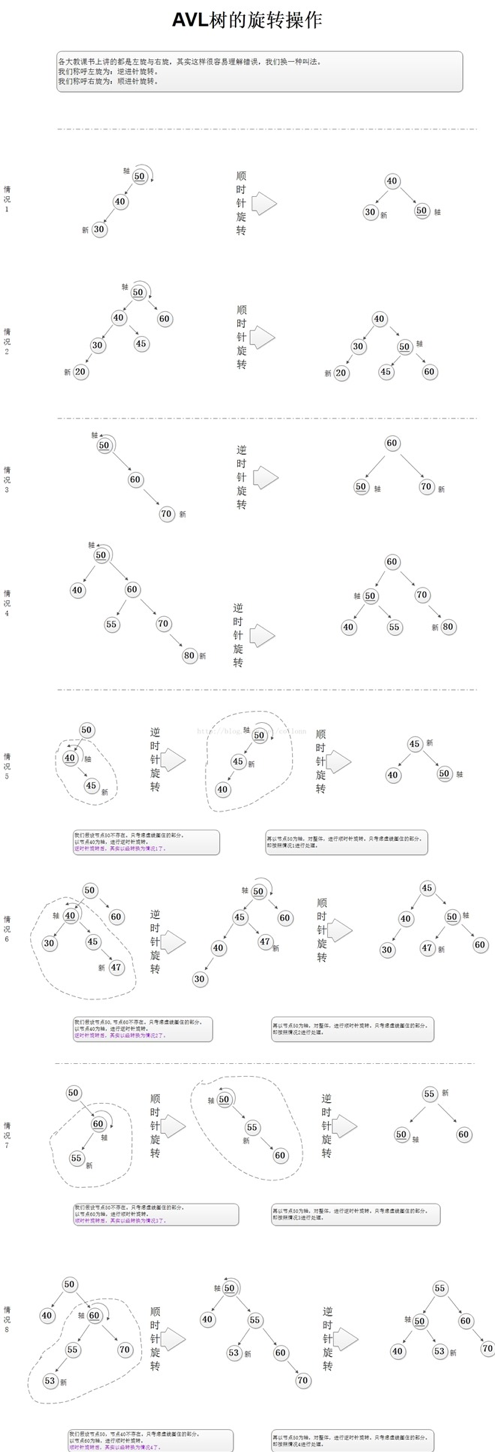 AVL树的旋转操作
各大数课书上讲的都是左旋与右旋，其实这样很容易理解错误，我们换一种叫法。
我们称呼左旋为：逆进针旋转。
我们称呼右旋为：顺进针旋转。
情况1
轴 50
40
新 30
顺时针旋转
40
30 新 50 轴
情况2
轴 50
40 60
30 45
新 20
顺时针旋转
40
30 50 轴
新 20 45 60
情况3
轴
50
60
70 新
逆时针旋转
60
50 轴 70 新
情况4
轴
50
40 60
55 70
80 新
逆时针旋转
60
轴 50 70
40 55 新 80
情况5
50
轴
40
45
新
逆时针旋转
轴 50
45 新
40
顺时针旋转
45 新
40 50 轴
我们假设节点50不存在，只考虑虚线圈住的部分。
以节点40为轴，进行逆时针旋转。
逆时针旋转后，其实以后转换为情况1了。
再以节点50为轴，对整体，进行顺时针旋转。只考虑虚线圈住的部分。
即按照情况1进行处理。
情况6
50
轴 40 60
30 45
新 47
逆时针旋转
轴 50
45 60
40 47 新
30
顺时针旋转
45
40 50 轴
30 47 新 60
我们假设节点50,节点60不存在，只考虑虚线圈住的部分。
以节点40为轴，进行逆时针旋转。
逆时针旋转后，其实以后转换为情况2了。
再以节点50为轴，对整体，进行顺时针旋转。只考虑虚线圈住的部分。
即按照情况2进行处理。
情况7
50
60
轴
55
新
顺时针旋转
轴 50
55
新
60
逆时针旋转
55 新
50 轴 60
我们假设节点50不存在，只考虑虚线圈住的部分。
以节点60为轴，进行顺时针旋转。
顺时针旋转后，其实以后转换为情况3了。
再以节点50为轴，对整体，进行逆时针旋转。只考虑虚线圈住的部分。
即按照情况3进行处理。
情况8
50
40 轴 60
55 70
53 新
顺时针旋转
轴 50
40 55
53 新 60
70
逆时针旋转
55
轴 50 60
40 53 新 70
我们假设节点50，节点40不存在，只考虑虚线圈住的部分。
以节点60为轴，进行顺时针旋转。
顺时针旋转后，其实以后转换为情况4了。
再以节点50为轴，对整体，进行逆时针旋转。只考虑虚线圈住的部分。
即按照情况4进行处理。